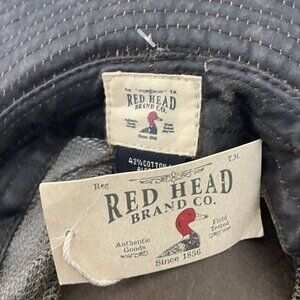 Reg. T.M.
RED HEAD
BRAND CO.
Authentic Goods
Field Tested
Since 1856
42% COTTON
Reg. T.M.
RED HEAD
BRAND CO.
Authentic Goods
Field Tested
Since 1856